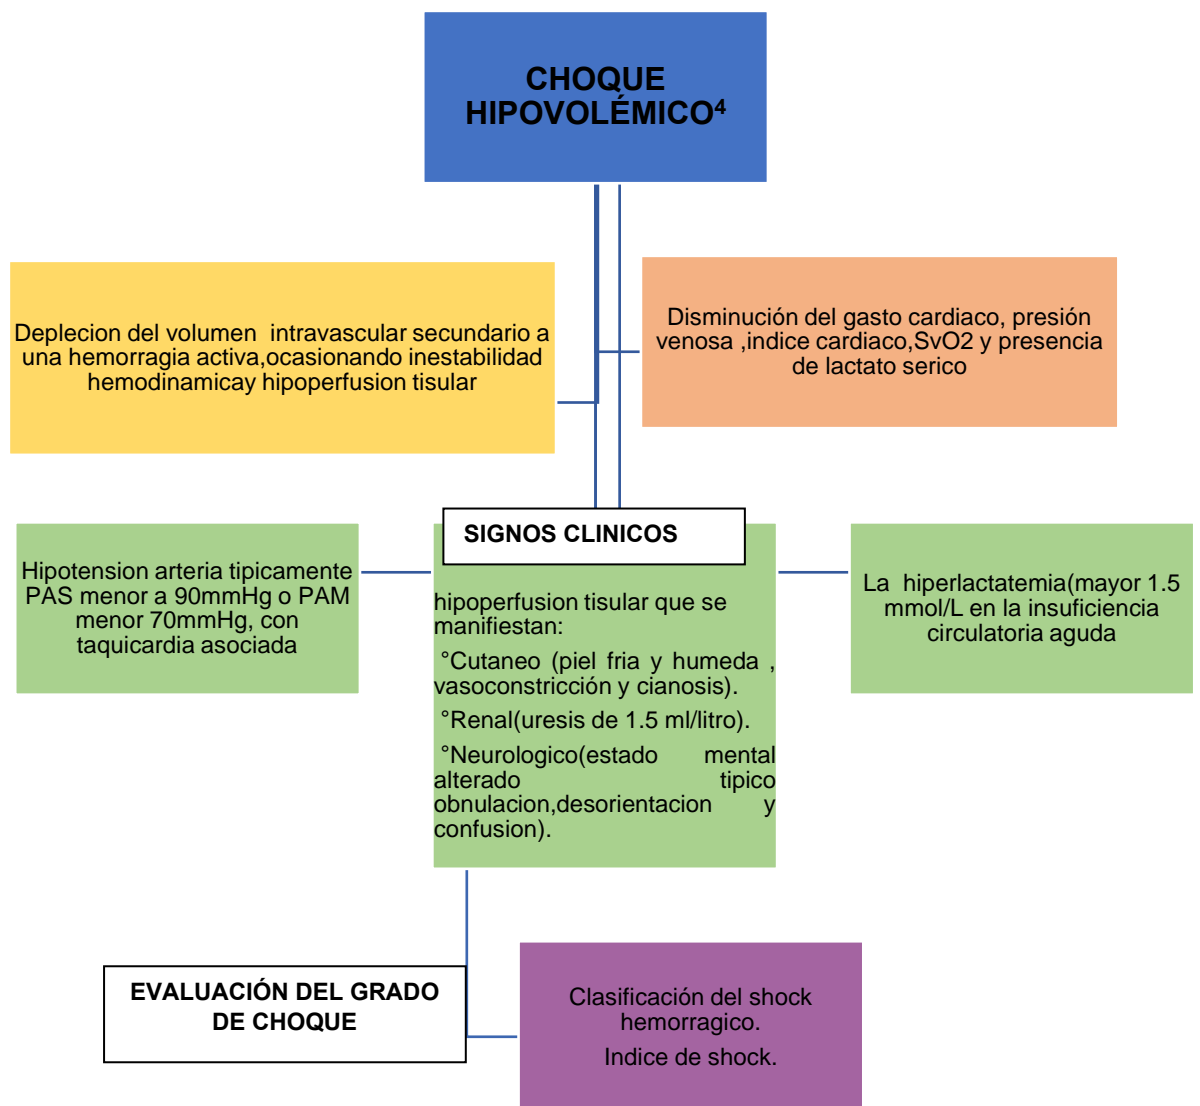 CHOQUE
HIPOVOLÉMICO4
Deplecion del volumen intravascular secundario a
una hemorragia activa,ocasionando inestabilidad
hemodinamicay hipoperfusion tisular
Disminución del gasto cardiaco, presión
venosa ,indice cardiaco,SvO2 y presencia
de lactato serico
Hipotension arteria tipicamente
PAS menor a 90mmHg o PAM
menor 70mmHg, con
taquicardia asociada
SIGNOS CLINICOS
hipoperfusion tisular que se
manifiestan:
°Cutaneo (piel fria y humeda ,
vasoconstricción y cianosis).
°Renal(uresis de 1.5 ml/litro).
°Neurologico(estado mental
alterado tipico
obnulacion,desorientacion y
confusion).
La hiperlactatemia(mayor 1.5
mmol/L en la insuficiencia
circulatoria aguda
EVALUACIÓN DEL GRADO
DE CHOQUE
Clasificación del shock
hemorragico.
Indice de shock.